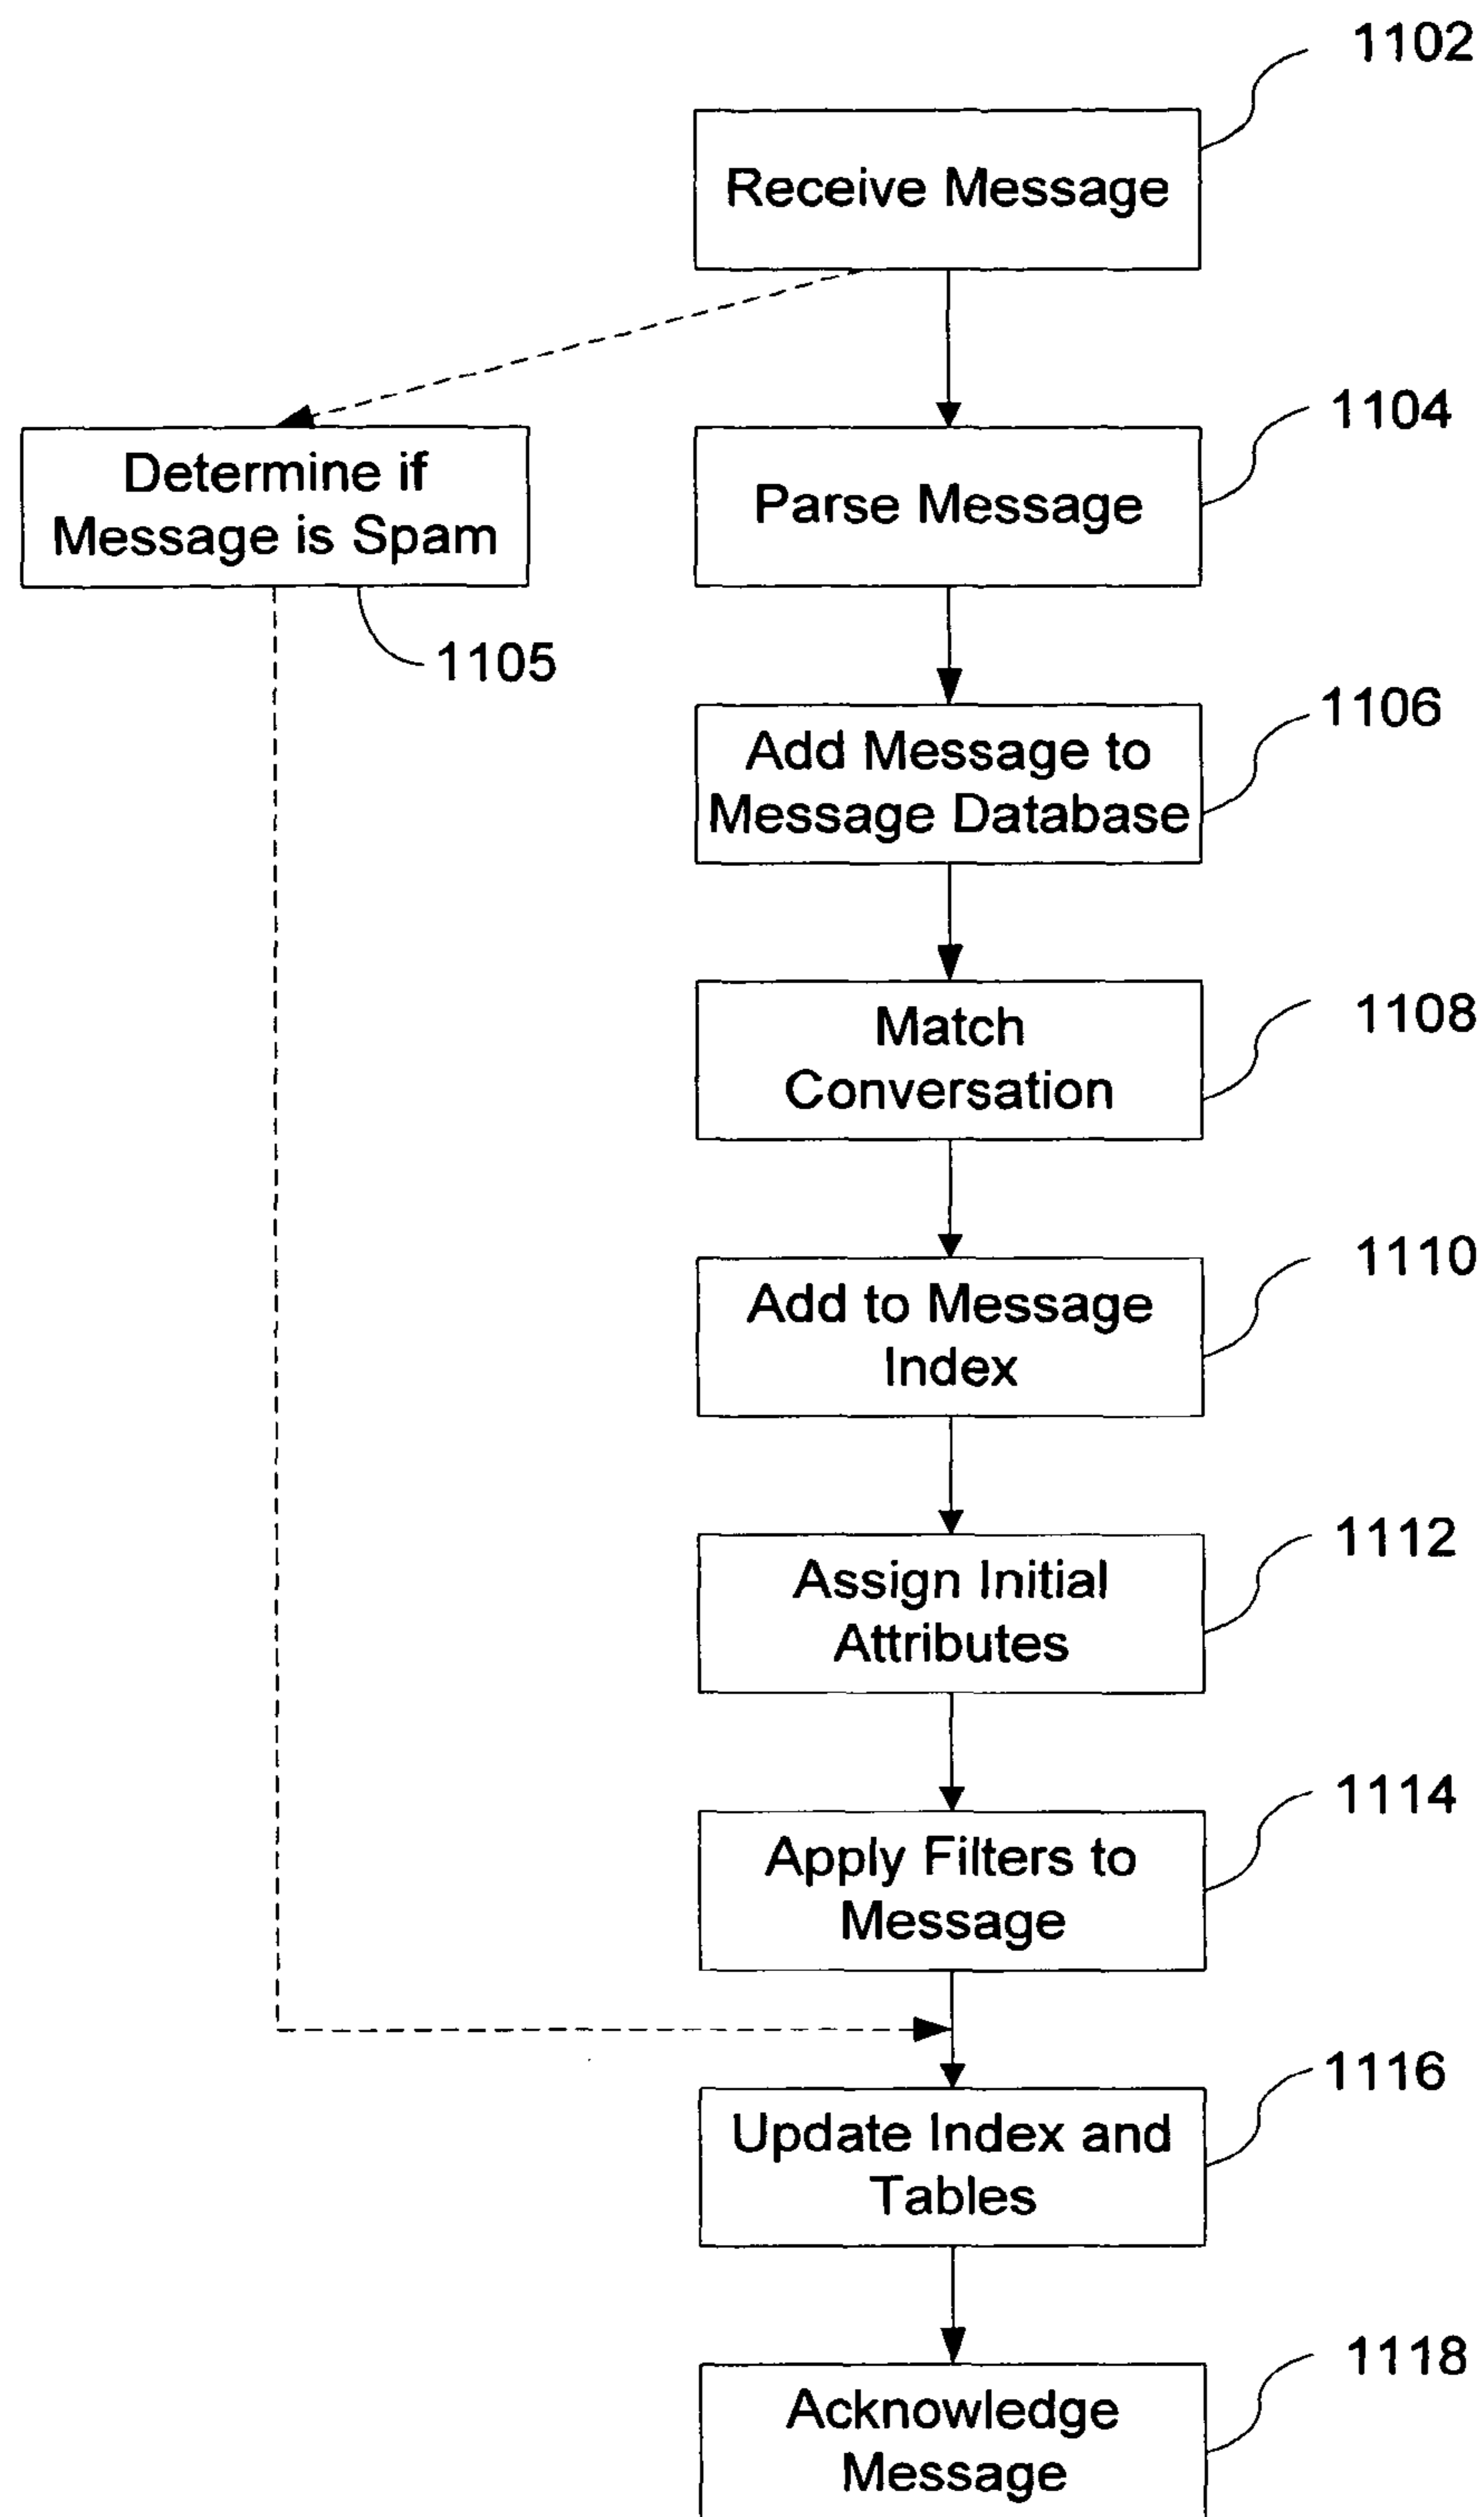 1102
Receive Message
1104
Determine if
Message is Spam
Parse Message
1105
1106
Add Message to
Message Database
1108
Match
Conversation
1110
Add to Message
Index
1112
Assign Initial
Attributes
1114
Apply Filters to
Message
1116
Update Index and
Tables
1118
Acknowledge
Message